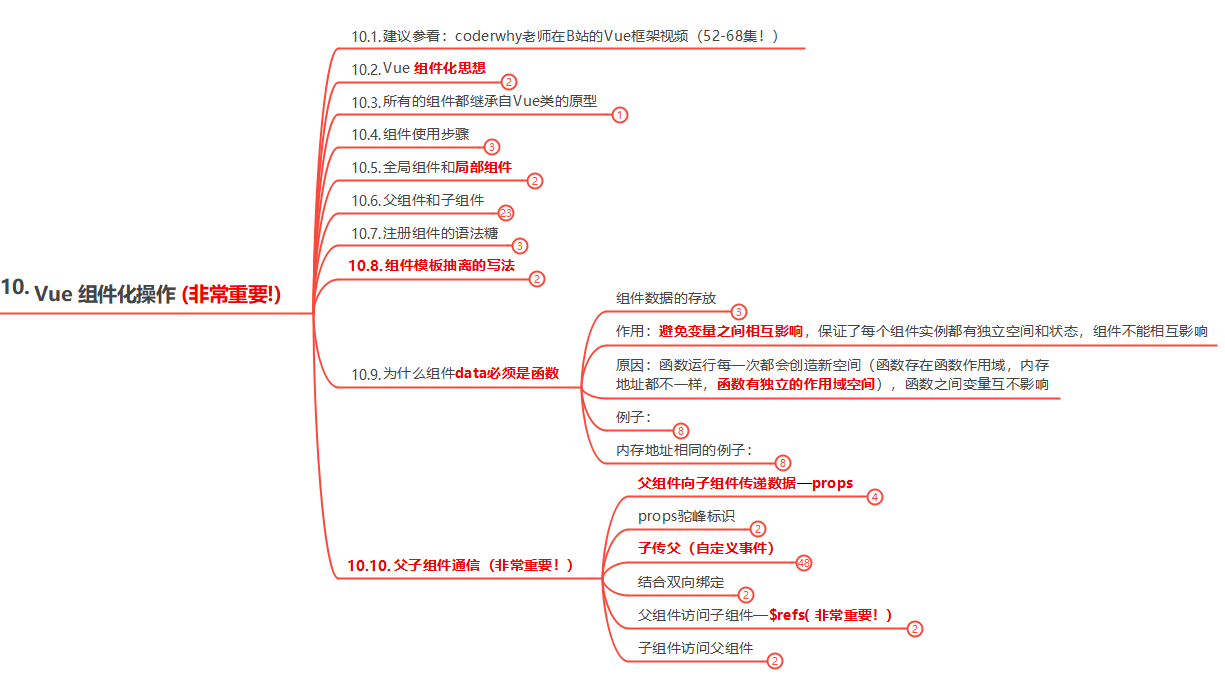 10. Vue 组件化操作 (非常重要!)
10.1.建议参看：coderwhy老师在B站的Vue框架视频（52-68集！）
10.2.Vue 组件化思想
2
10.3.所有的组件都继承自Vue类的原型
1
10.4.组件使用步骤
3
10.5.全局组件和局部组件
2
10.6.父组件和子组件
23
10.7.注册组件的语法糖
3
10.8.组件模板抽离的写法
2
10.9.为什么组件data必须是函数
组件数据的存放
3
作用：避免变量之间相互影响，保证了每个组件实例都有独立空间和状态，组件不能相互影响
原因：函数运行每一次都会创造新空间（函数存在函数作用域，内存
地址都不一样，函数有独立的作用域空间），函数之间变量互不影响
例子：
8
内存地址相同的例子：
8
10.10. 父子组件通信（非常重要！）
父组件向子组件传递数据—props
4
props驼峰标识
2
子传父（自定义事件）
48
结合双向绑定
2
父组件访问子组件—$refs( 非常重要！)
2
子组件访问父组件
2